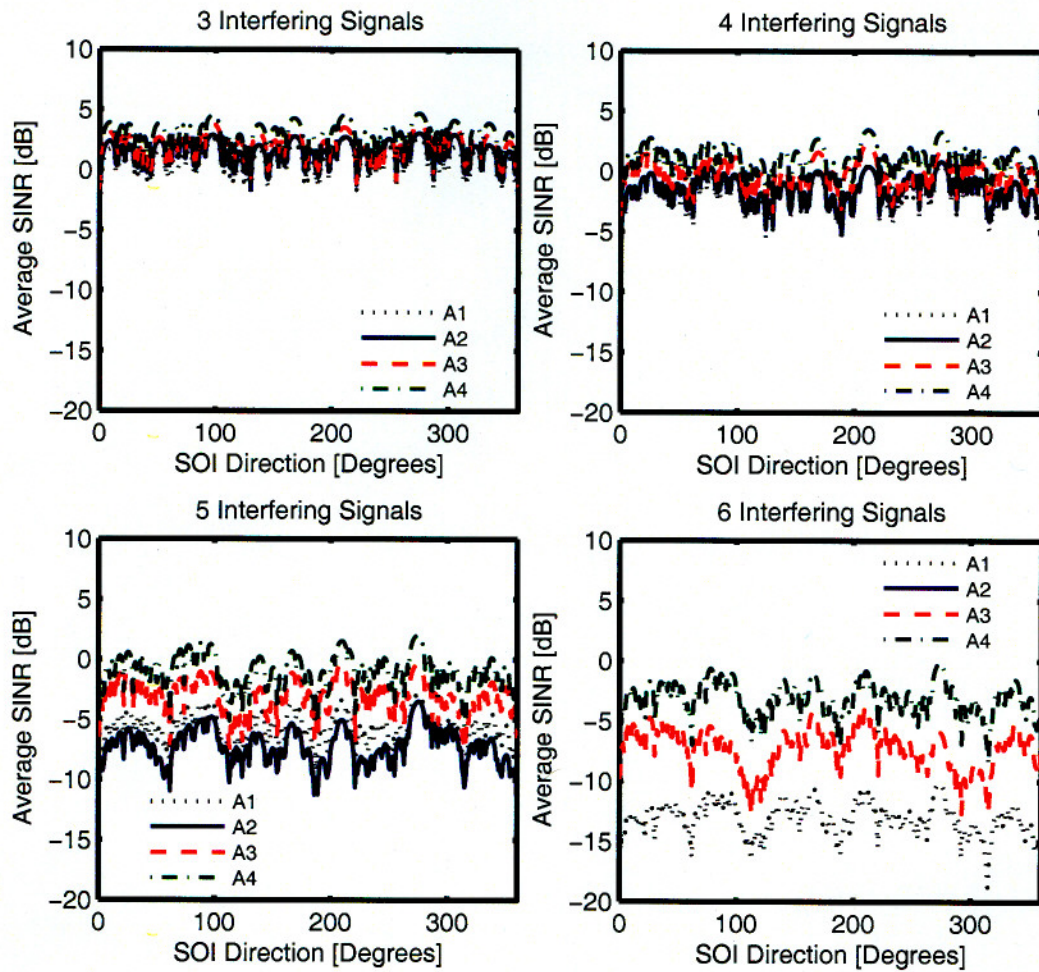 3 Interfering Signals
10
5
0
−5
−10
−15
−20
Average SINR [dB]
A1
A2
A3
A4
0 100 200 300
SOI Direction [Degrees]
4 Interfering Signals
10
5
0
−5
−10
−15
−20
Average SINR [dB]
A1
A2
A3
A4
0 100 200 300
SOI Direction [Degrees]
5 Interfering Signals
10
5
0
−5
−10
−15
−20
Average SINR [dB]
A1
A2
A3
A4
0 100 200 300
SOI Direction [Degrees]
6 Interfering Signals
10
5
0
−5
−10
−15
−20
Average SINR [dB]
A1
A2
A3
A4
0 100 200 300
SOI Direction [Degrees]